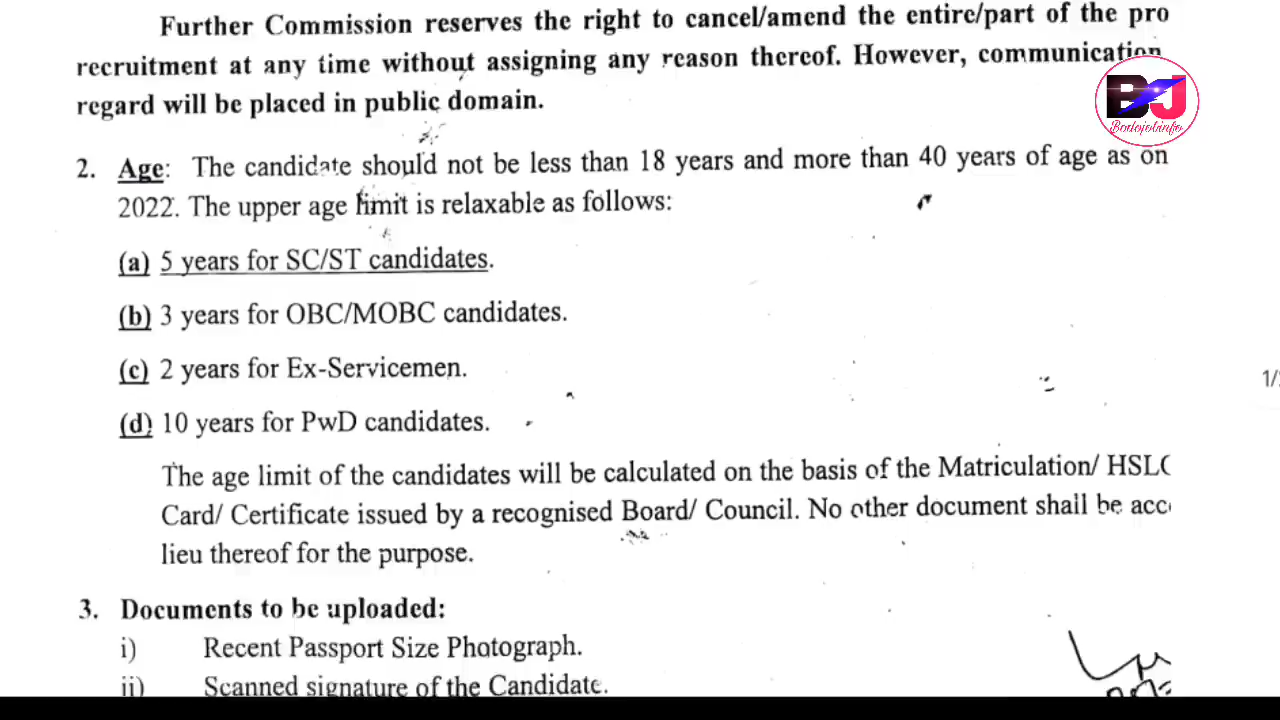 Further Commission reserves the right to cancel/amend the entire/part of the pro
recruitment at any time without assigning any reason thereof. However, communication
regard will be placed in public domain.
BJ
Bodojobinfo
2. Age: The candidate should not be less than 18 years and more than 40 years of age as on
2022. The upper age limit is relaxable as follows:
(a) 5 years for SC/ST candidates.
(b) 3 years for OBC/MOBC candidates.
(c) 2 years for Ex-Servicemen.
1/
(d) 10 years for PwD candidates.
The age limit of the candidates will be calculated on the basis of the Matriculation/ HSLC
Card/ Certificate issued by a recognised Board/ Council. No other document shall be acc
lieu thereof for the purpose.
3. Documents to be uploaded:
i) Recent Passport Size Photograph.
ii) Scanned signature of the Candidate.